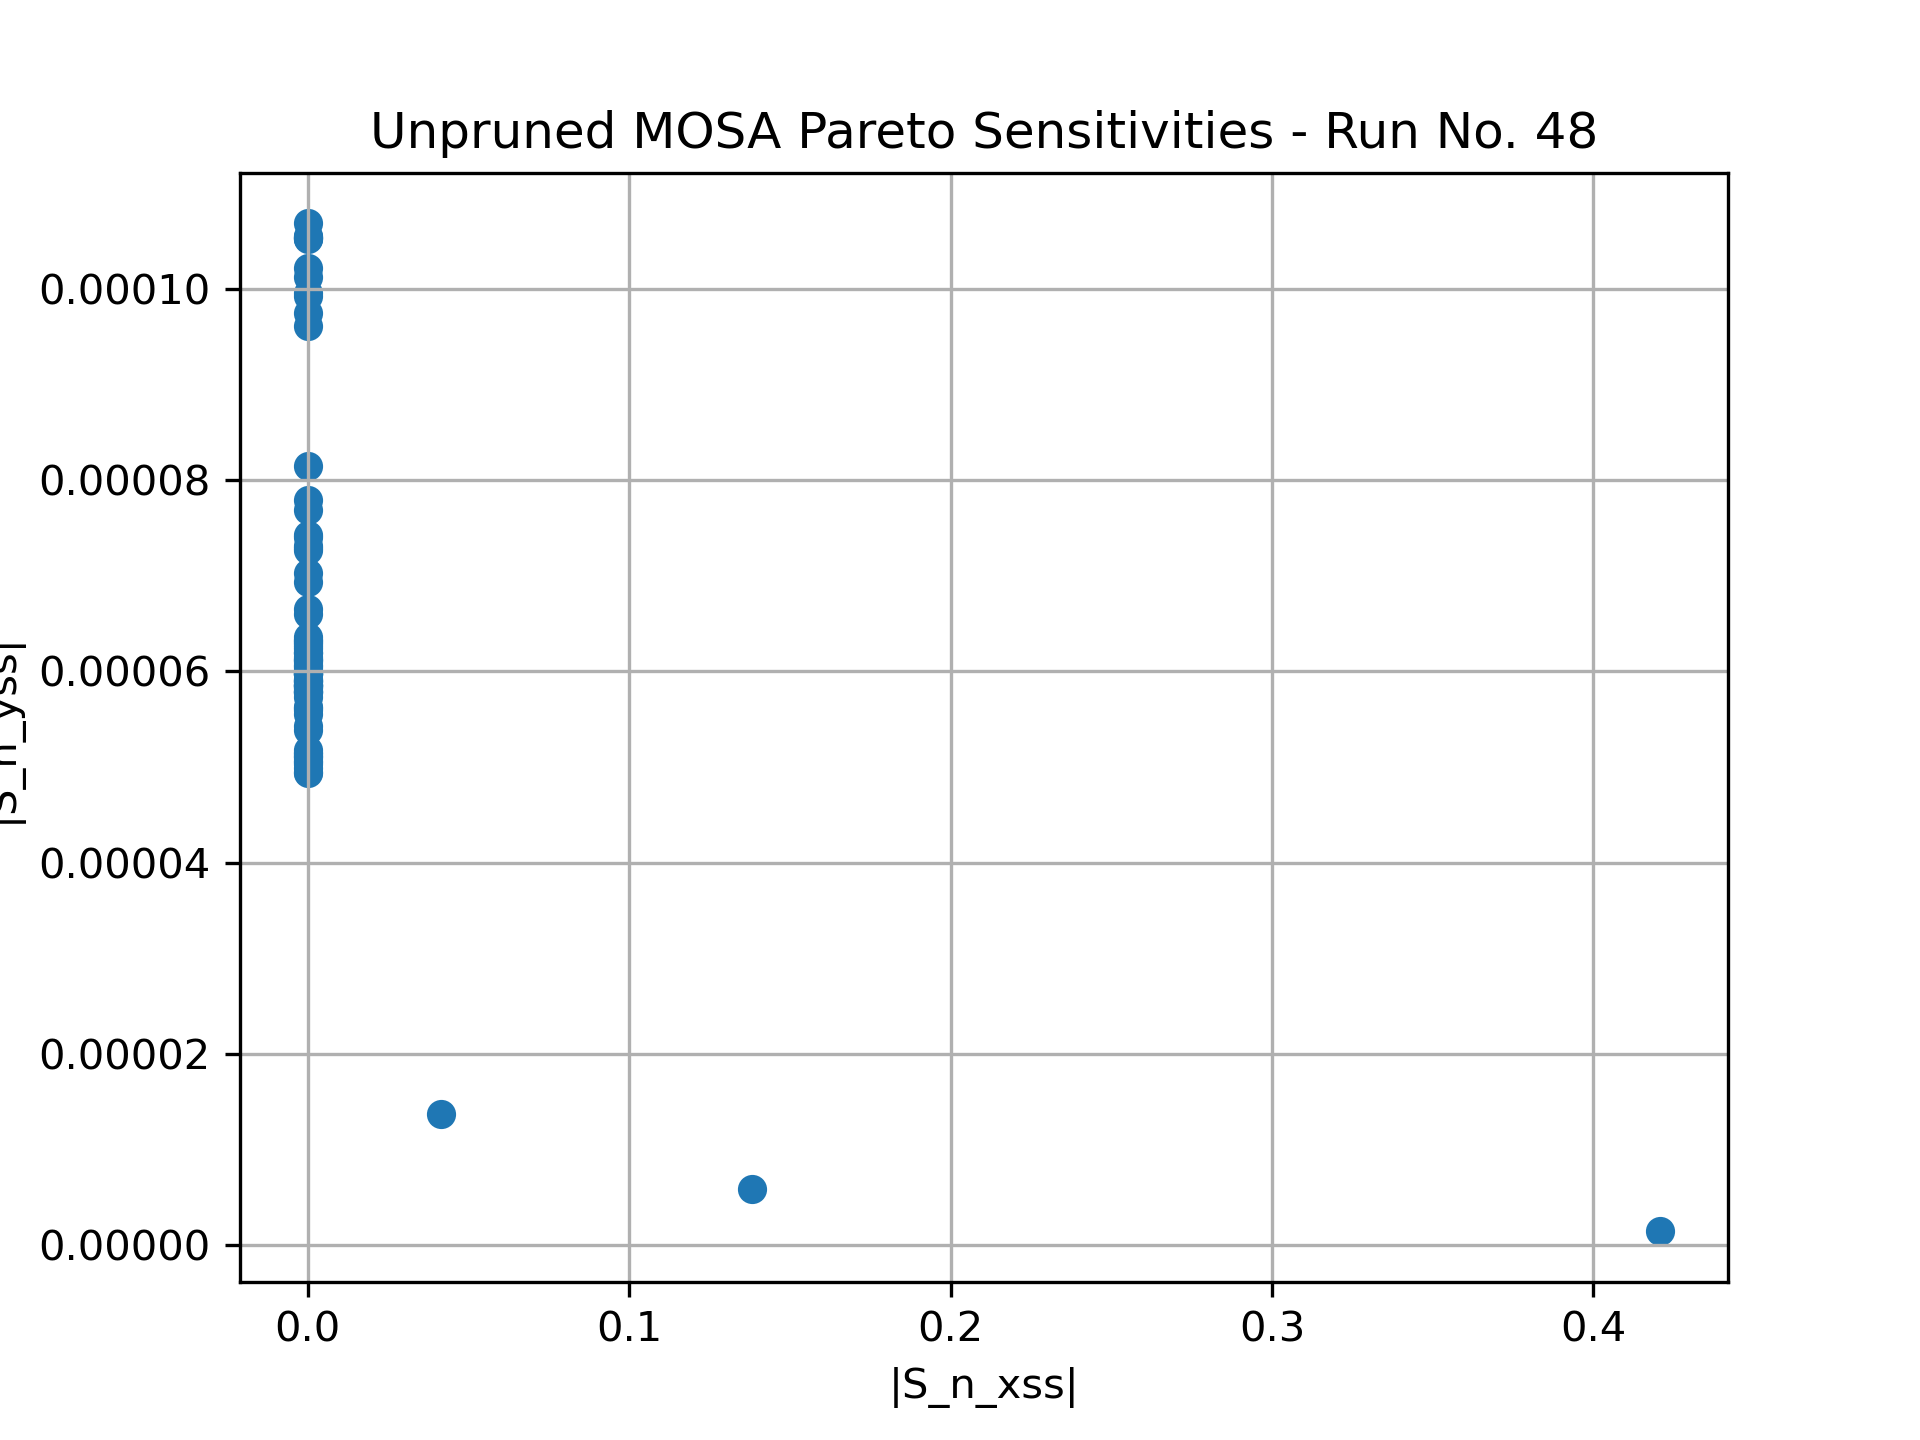 Unpruned MOSA Pareto Sensitivities - Run No. 48
0.00010
0.00008
0.00006
0.00004
0.00002
0.00000
|S_n_yss|
0.0 0.1 0.2 0.3 0.4
|S_n_xss|